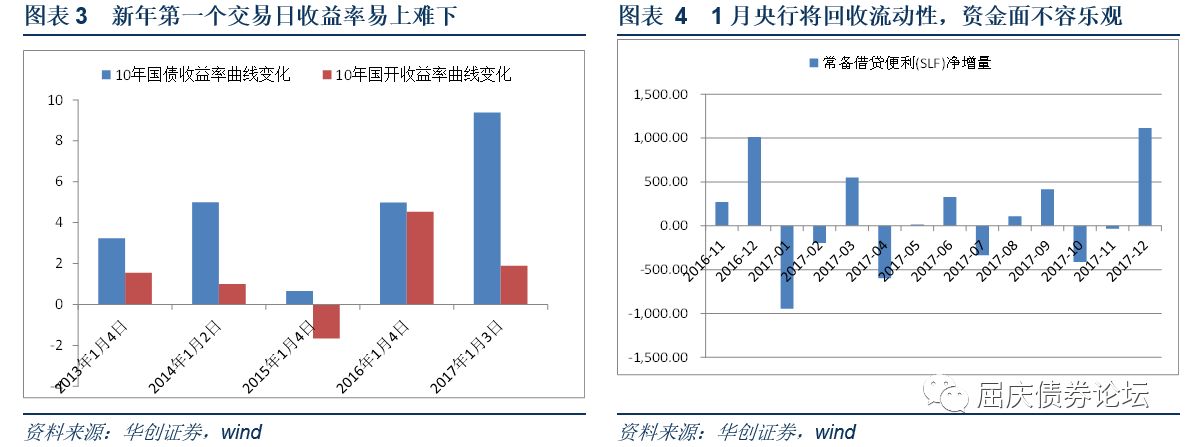 图表 3 新年第一个交易日收益率易上难下
10年国债收益率曲线变化 10年国开收益率曲线变化
10
8
6
4
2
0
-2
2013年1月4日
2014年1月2日
2015年1月4日
2016年1月4日
2017年1月3日
资料来源：华创证券，wind
图表 4 1 月央行将回收流动性，资金面不容乐观
常备借贷便利(SLF)净增量
1,500.00
1,000.00
500.00
0.00
-500.00
-1,000.00
-1,500.00
2016-11
2016-12
2017-01
2017-02
2017-03
2017-04
2017-05
2017-06
2017-07
2017-08
2017-09
2017-10
2017-11
2017-12
屈庆债券论坛
资料来源：华创证券，wind